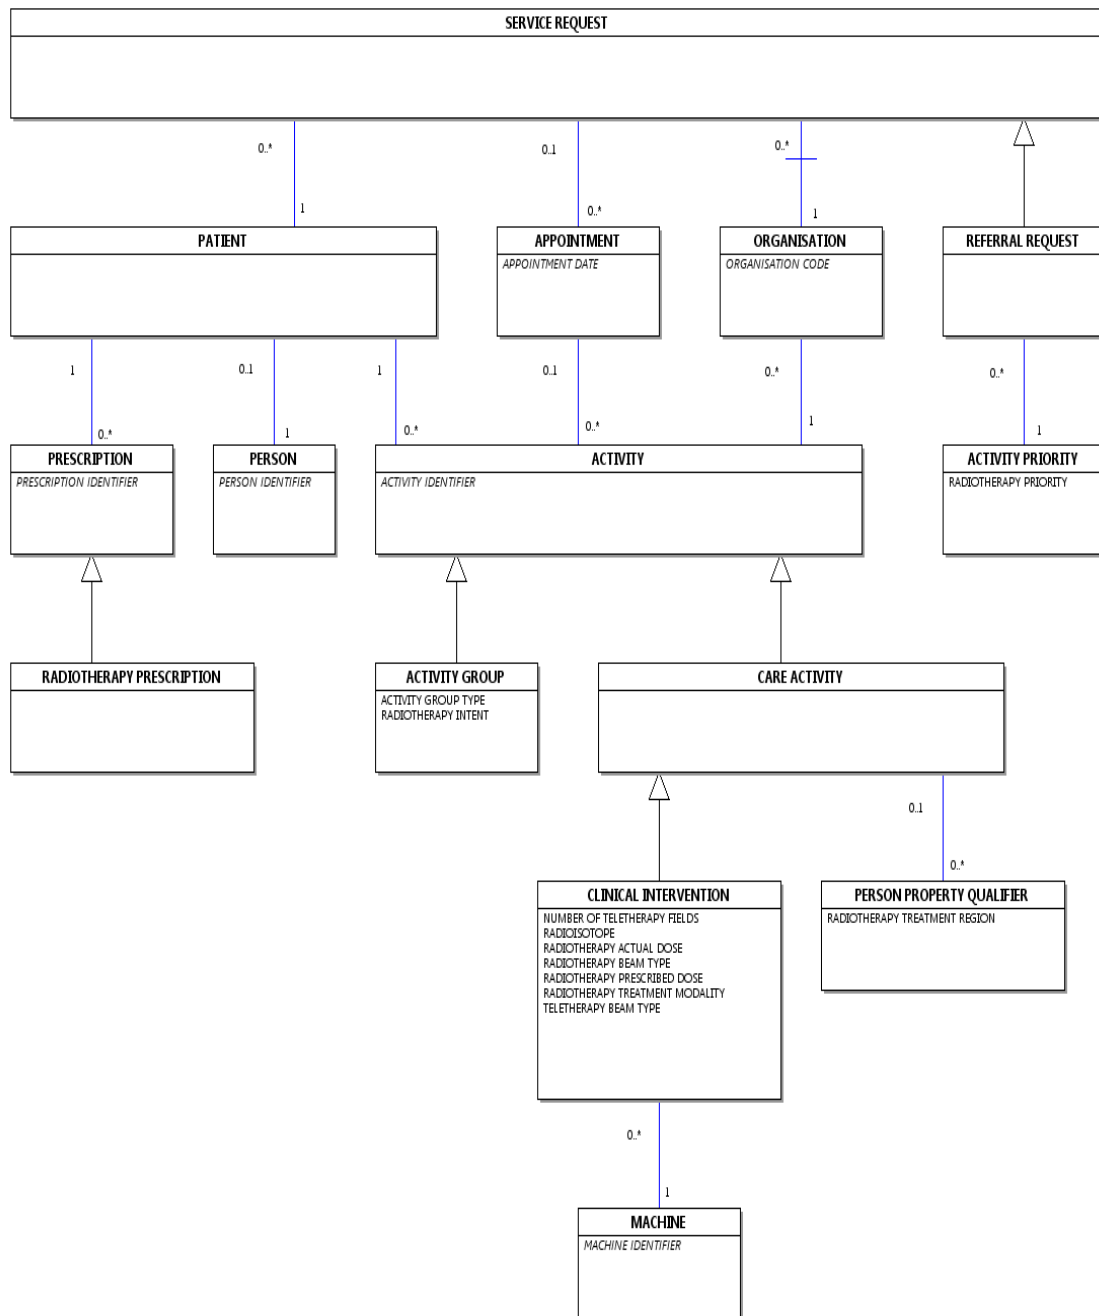 SERVICE REQUEST
0..*
0..1
0..*
1
0..*
1
PATIENT
APPOINTMENT
ORGANISATION
REFERRAL REQUEST
APPOINTMENT DATE
ORGANISATION CODE
1
0..1
1
0..1
0..*
0..*
0..*
1
0..*
0..*
1
1
PRESCRIPTION
PERSON
ACTIVITY
ACTIVITY PRIORITY
PRESCRIPTION IDENTIFIER
PERSON IDENTIFIER
ACTIVITY IDENTIFIER
RADIOTHERAPY PRIORITY
RADIOTHERAPY PRESCRIPTION
ACTIVITY GROUP
CARE ACTIVITY
ACTIVITY GROUP TYPE
RADIOTHERAPY INTENT
0..1
0..*
CLINICAL INTERVENTION
PERSON PROPERTY QUALIFIER
NUMBER OF TELETHERAPY FIELDS
RADIOTHERAPY TREATMENT REGION
RADIOISOTOPE
RADIOTHERAPY ACTUAL DOSE
RADIOTHERAPY BEAM TYPE
RADIOTHERAPY PRESCRIBED DOSE
RADIOTHERAPY TREATMENT MODALITY
TELETHERAPY BEAM TYPE
0..*
1
MACHINE
MACHINE IDENTIFIER